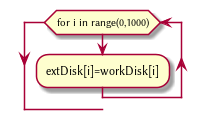 for i in range(0,1000)
extDisk[i]=workDisk[i]